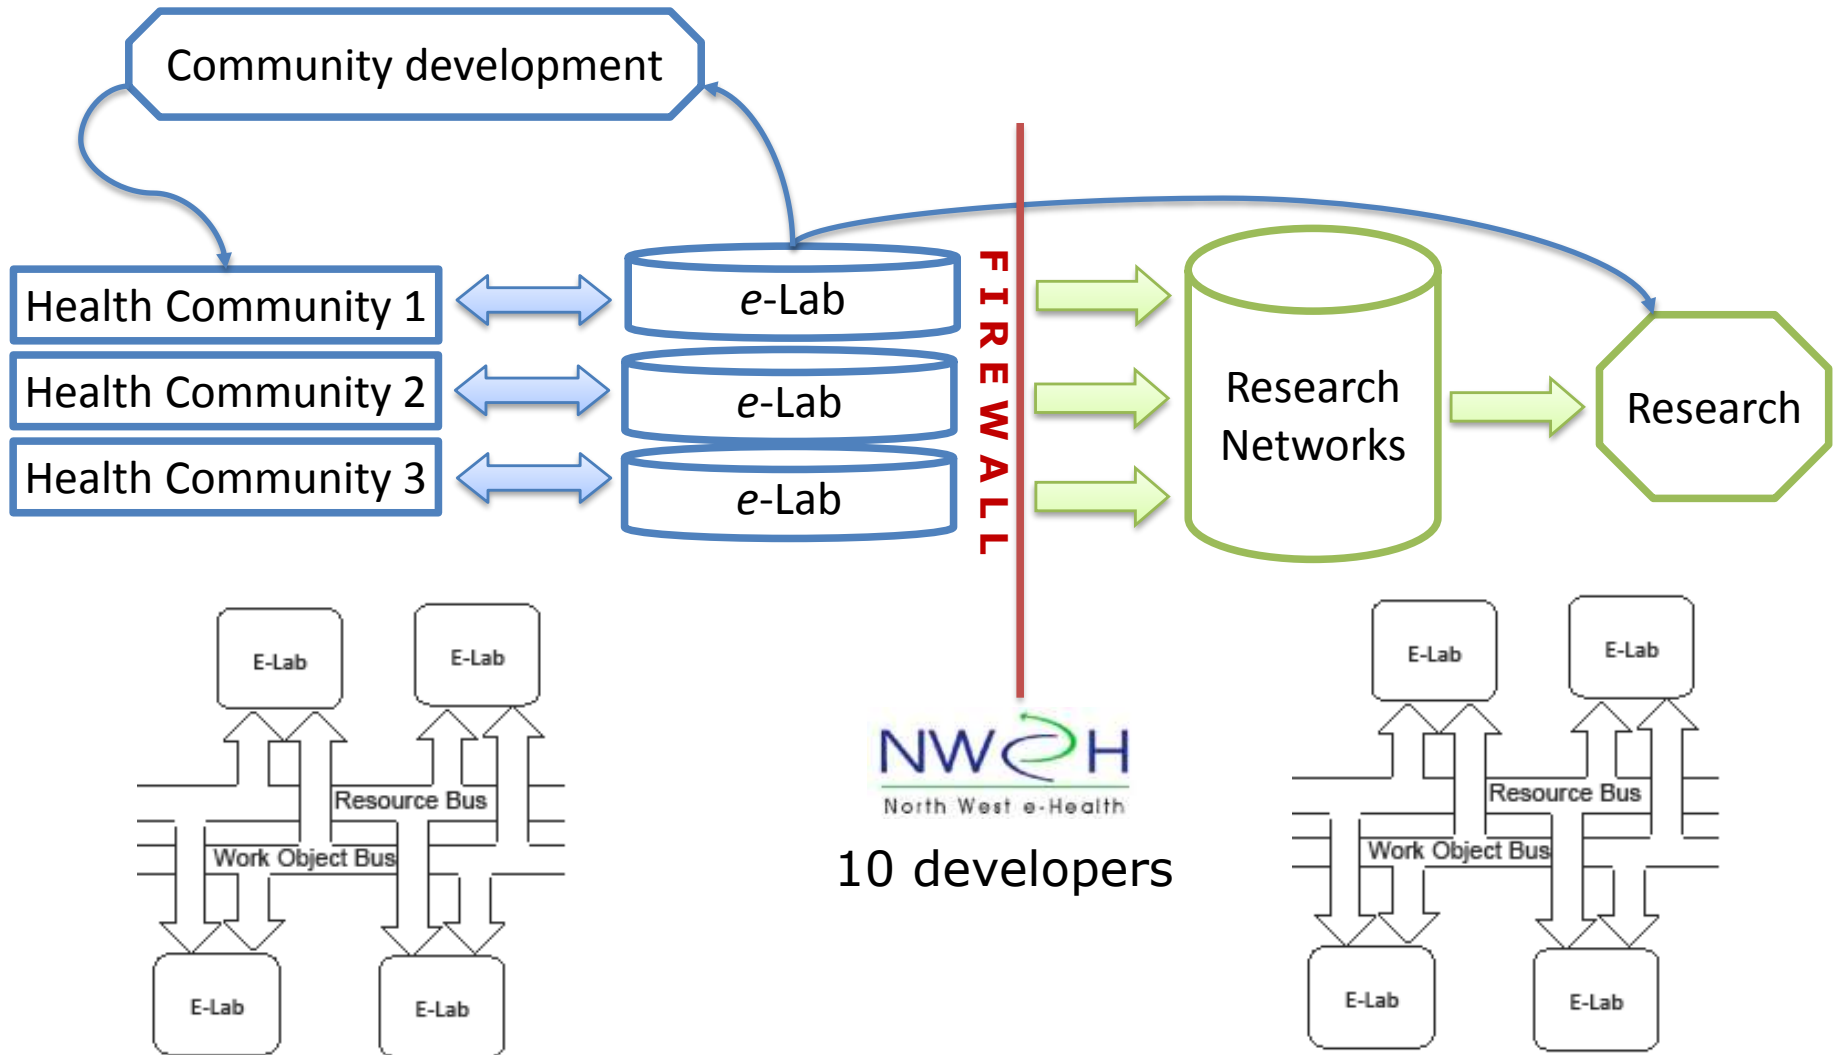 Community development
Health Community 1
e-Lab
Health Community 2
e-Lab
Health Community 3
e-Lab
FIREWALL
Research
Networks
Research
E-Lab
E-Lab
Resource Bus
Work Object Bus
E-Lab
E-Lab
NWeH
North West e-Health
10 developers
E-Lab
E-Lab
Resource Bus
Work Object Bus
E-Lab
E-Lab